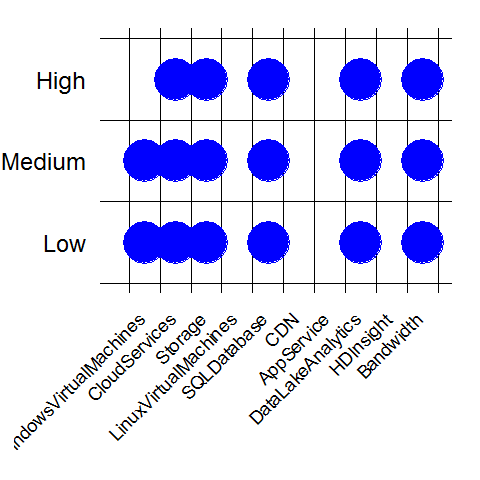 High
Medium
Low
ndowsVirtualMachines
CloudServices
Storage
LinuxVirtualMachines
SQLDatabase
CDN
AppService
DataLakeAnalytics
HDInsight
Bandwidth